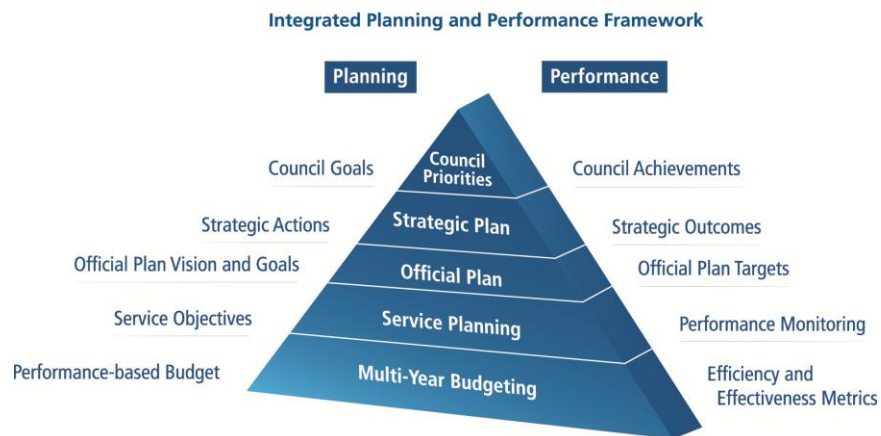 Integrated Planning and Performance Framework
Planning
Performance
Council Goals
Council
Priorities
Council Achievements
Strategic Actions
Strategic Plan
Strategic Outcomes
Official Plan Vision and Goals
Official Plan
Official Plan Targets
Service Objectives
Service Planning
Performance Monitoring
Performance-based Budget
Multi-Year Budgeting
Efficiency and
Effectiveness Metrics